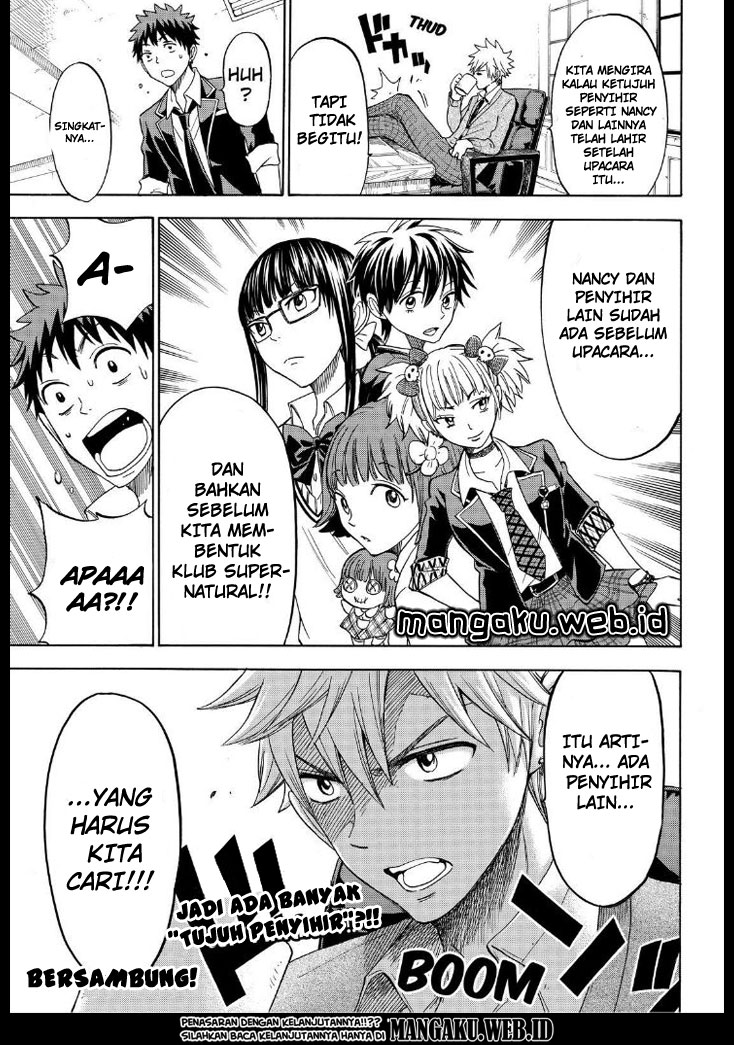 KITA MENGIRA
KALAU KETUJUH
PENYIHIR
SEPERTI NANCY
DAN LAINNYA
TELAH LAHIR
SETELAH
UPACARA
ITU...
THUD
ドカッ
TAPI
TIDAK
BEGITU!
HUH
?
SINGKAT-
NYA...
NANCY DAN
PENYIHIR
LAIN SUDAH
ADA SEBELUM
UPACARA...
DAN
BAHKAN
SEBELUM
KITA MEM-
BENTUK
KLUB SUPER-
NATURAL!!
mangaku.web.id
A-
APAAA
AA?!!
ITU ARTI-
NYA... ADA
PENYIHIR
LAIN...
...YANG
HARUS
KITA
CARI!!!
JADI ADA BANYAK
"TUJUH PENYIHIR"?!!
BOOM
BERSAMBUNG!
PENASARAN DENGAN KELANJUTANNYA!!??
SILAHKAN BACA KELANJUTANNYA HANYA DI
MANGAKU.WEB.ID